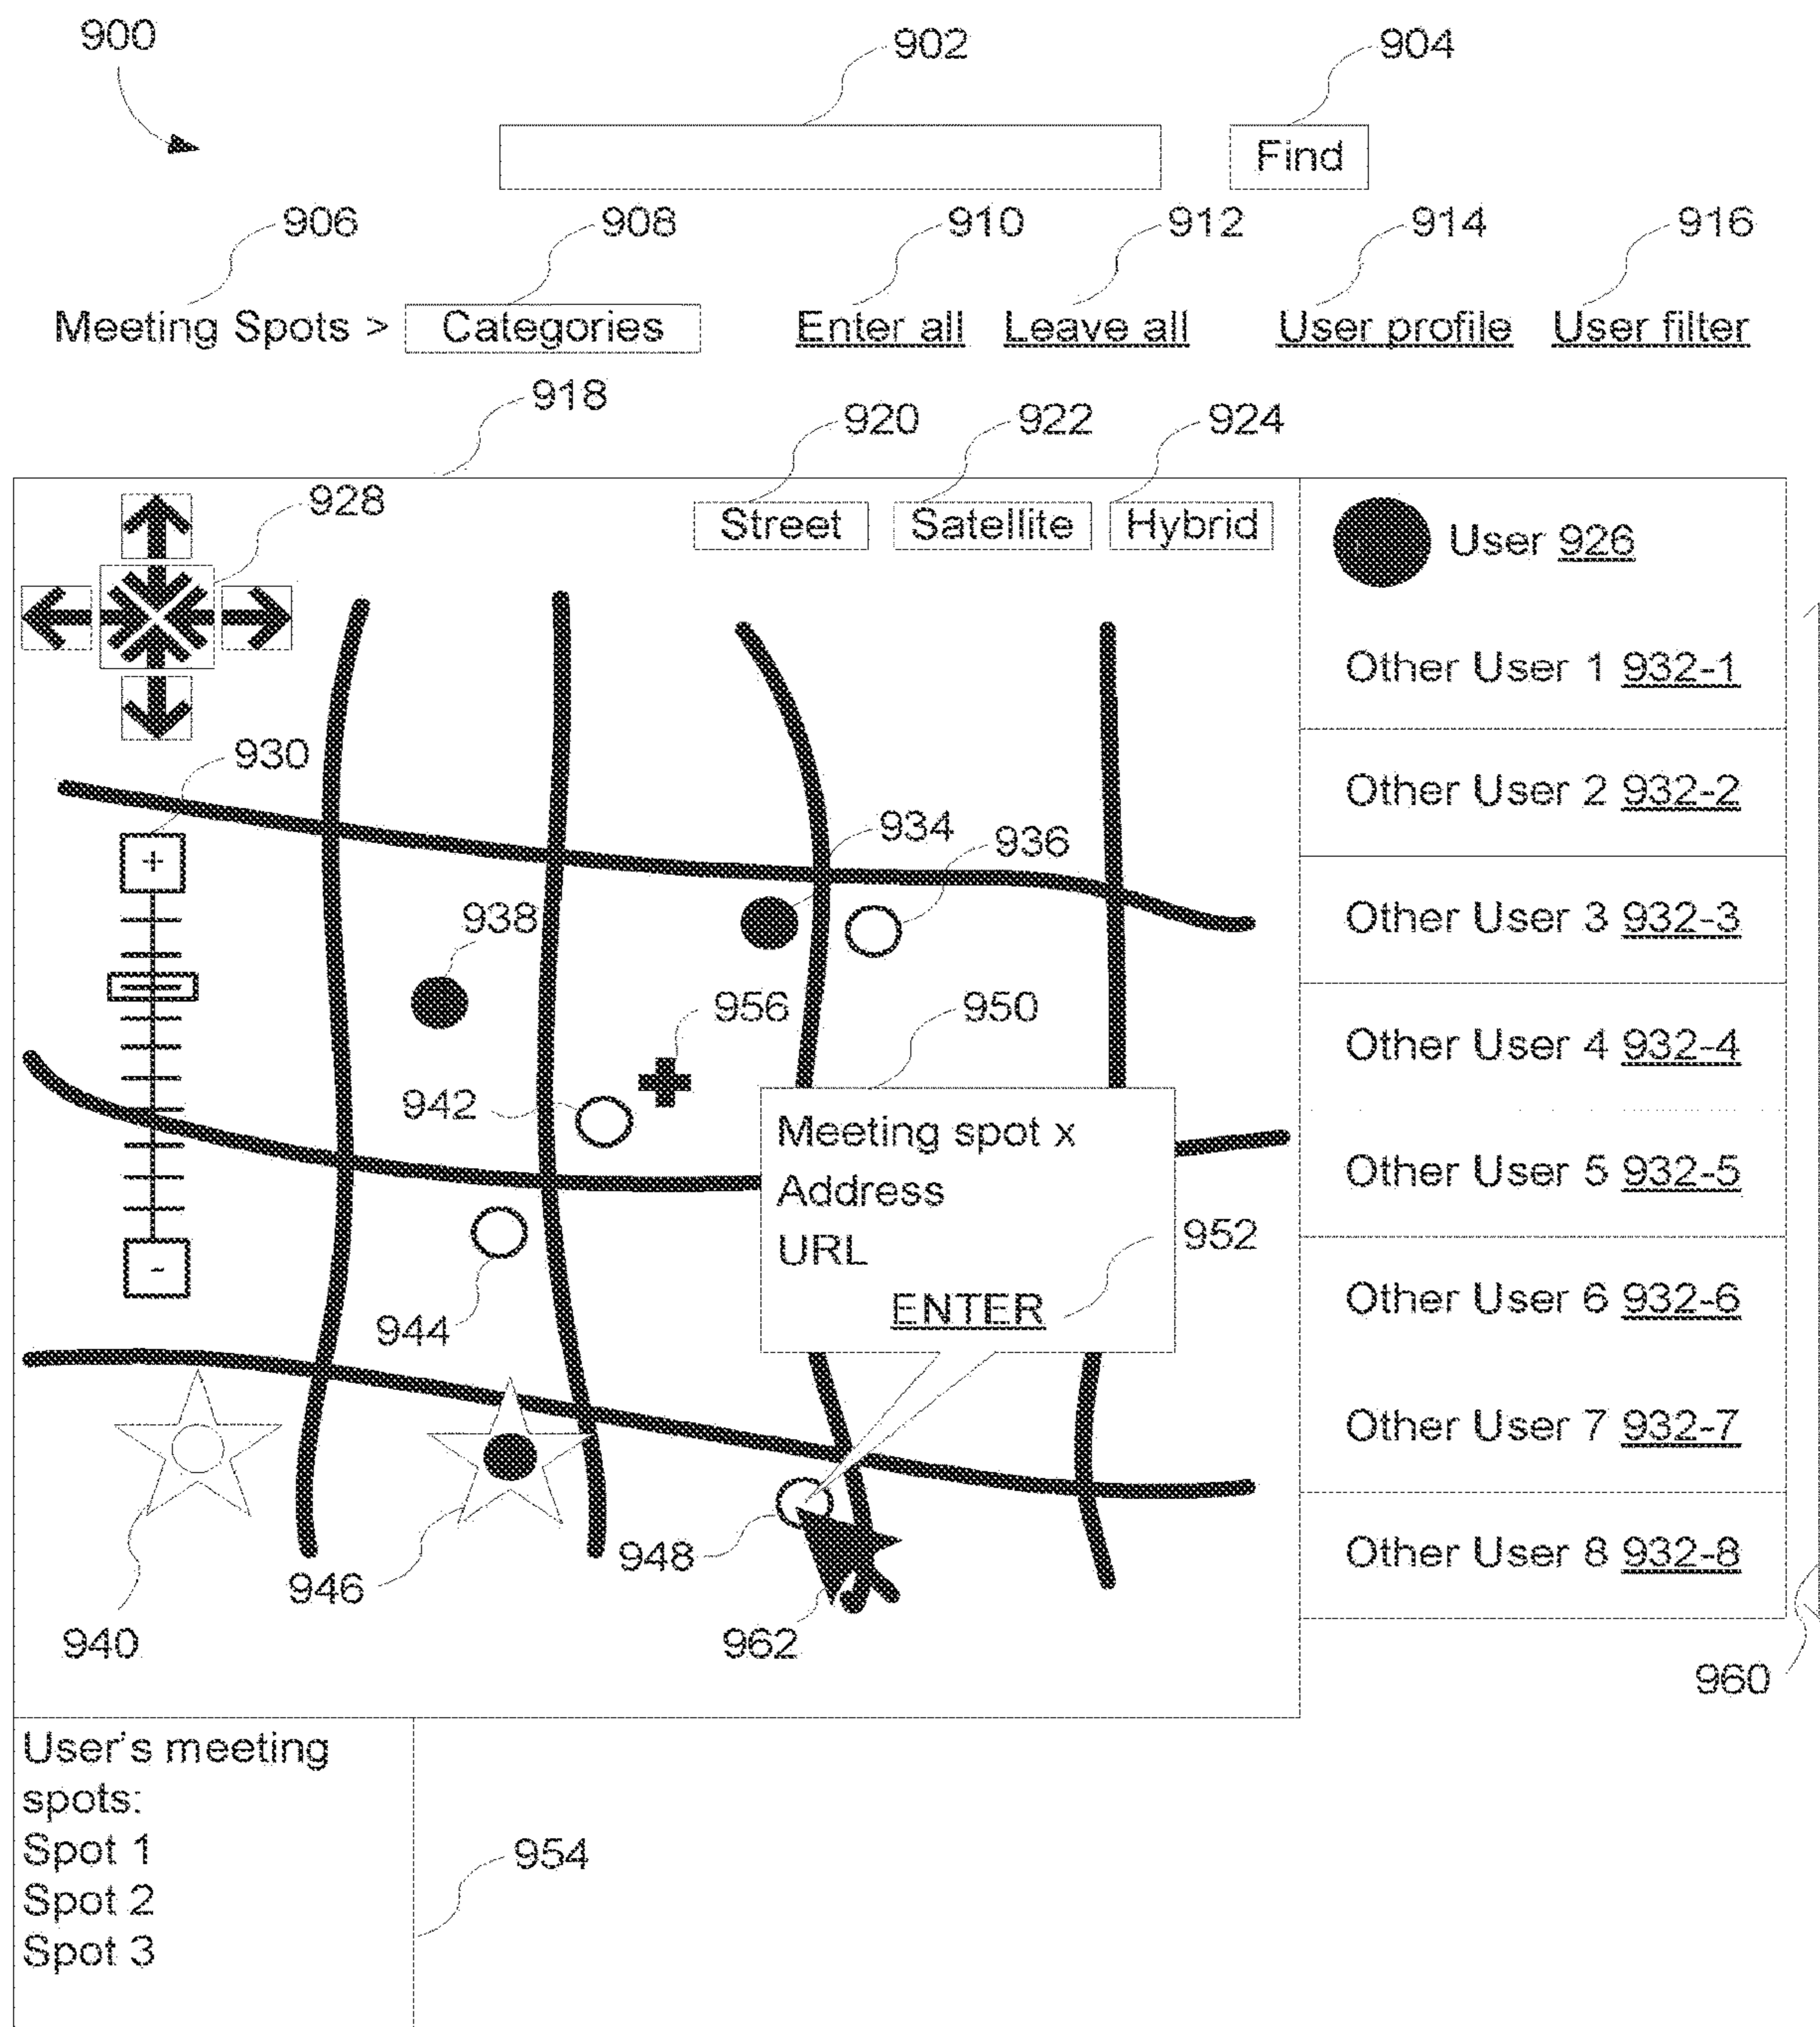 900
902
904
Find
906
908
910
912
914
916
Meeting Spots >
Categories
Enter all
Leave all
User profile
User filter
918
920
922
924
928
Street
Satellite
Hybrid
User 926
Other User 1 932-1
930
Other User 2 932-2
+
934
936
938
Other User 3 932-3
956
950
Other User 4 932-4
942
Meeting spot x
Address
URL
ENTER
952
Other User 5 932-5
-
944
Other User 6 932-6
Other User 7 932-7
948
946
Other User 8 932-8
940
962
960
User's meeting
spots:
Spot 1
Spot 2
Spot 3
954